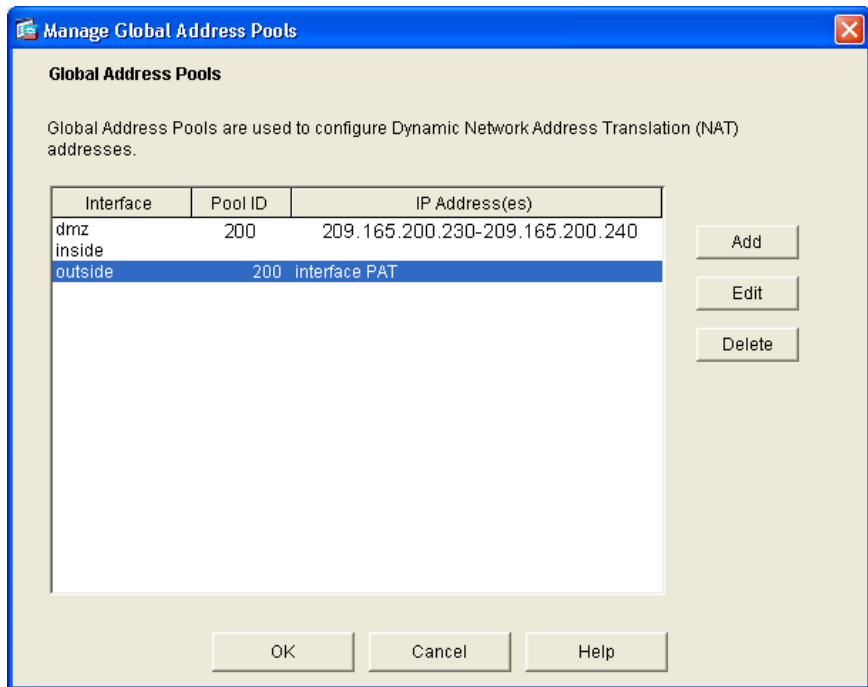 Manage Global Address Pools
Global Address Pools
Global Address Pools are used to configure Dynamic Network Address Translation (NAT)
addresses.
Interface Pool ID IP Address(es)
dmz 200 209.165.200.230-209.165.200.240
inside
outside 200 interface PAT
Add
Edit
Delete
OK Cancel Help